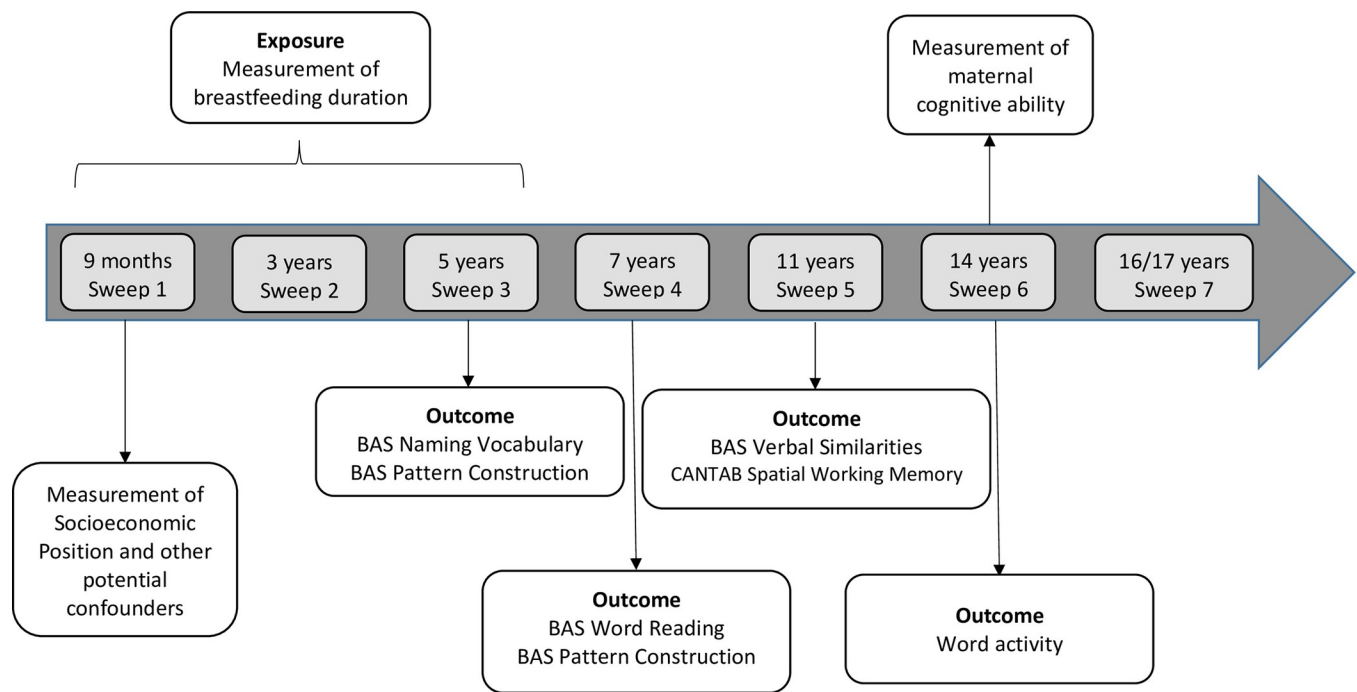 Exposure
Measurement of
breastfeeding duration
Measurement of
maternal
cognitive ability
9 months
Sweep 1
3 years
Sweep 2
5 years
Sweep 3
7 years
Sweep 4
11 years
Sweep 5
14 years
Sweep 6
16/17 years
Sweep 7
Outcome
BAS Naming Vocabulary
BAS Pattern Construction
Outcome
BAS Verbal Similarities
CANTAB Spatial Working Memory
Measurement of
Socioeconomic
Position and other
potential
confounders
Outcome
BAS Word Reading
BAS Pattern Construction
Outcome
Word activity